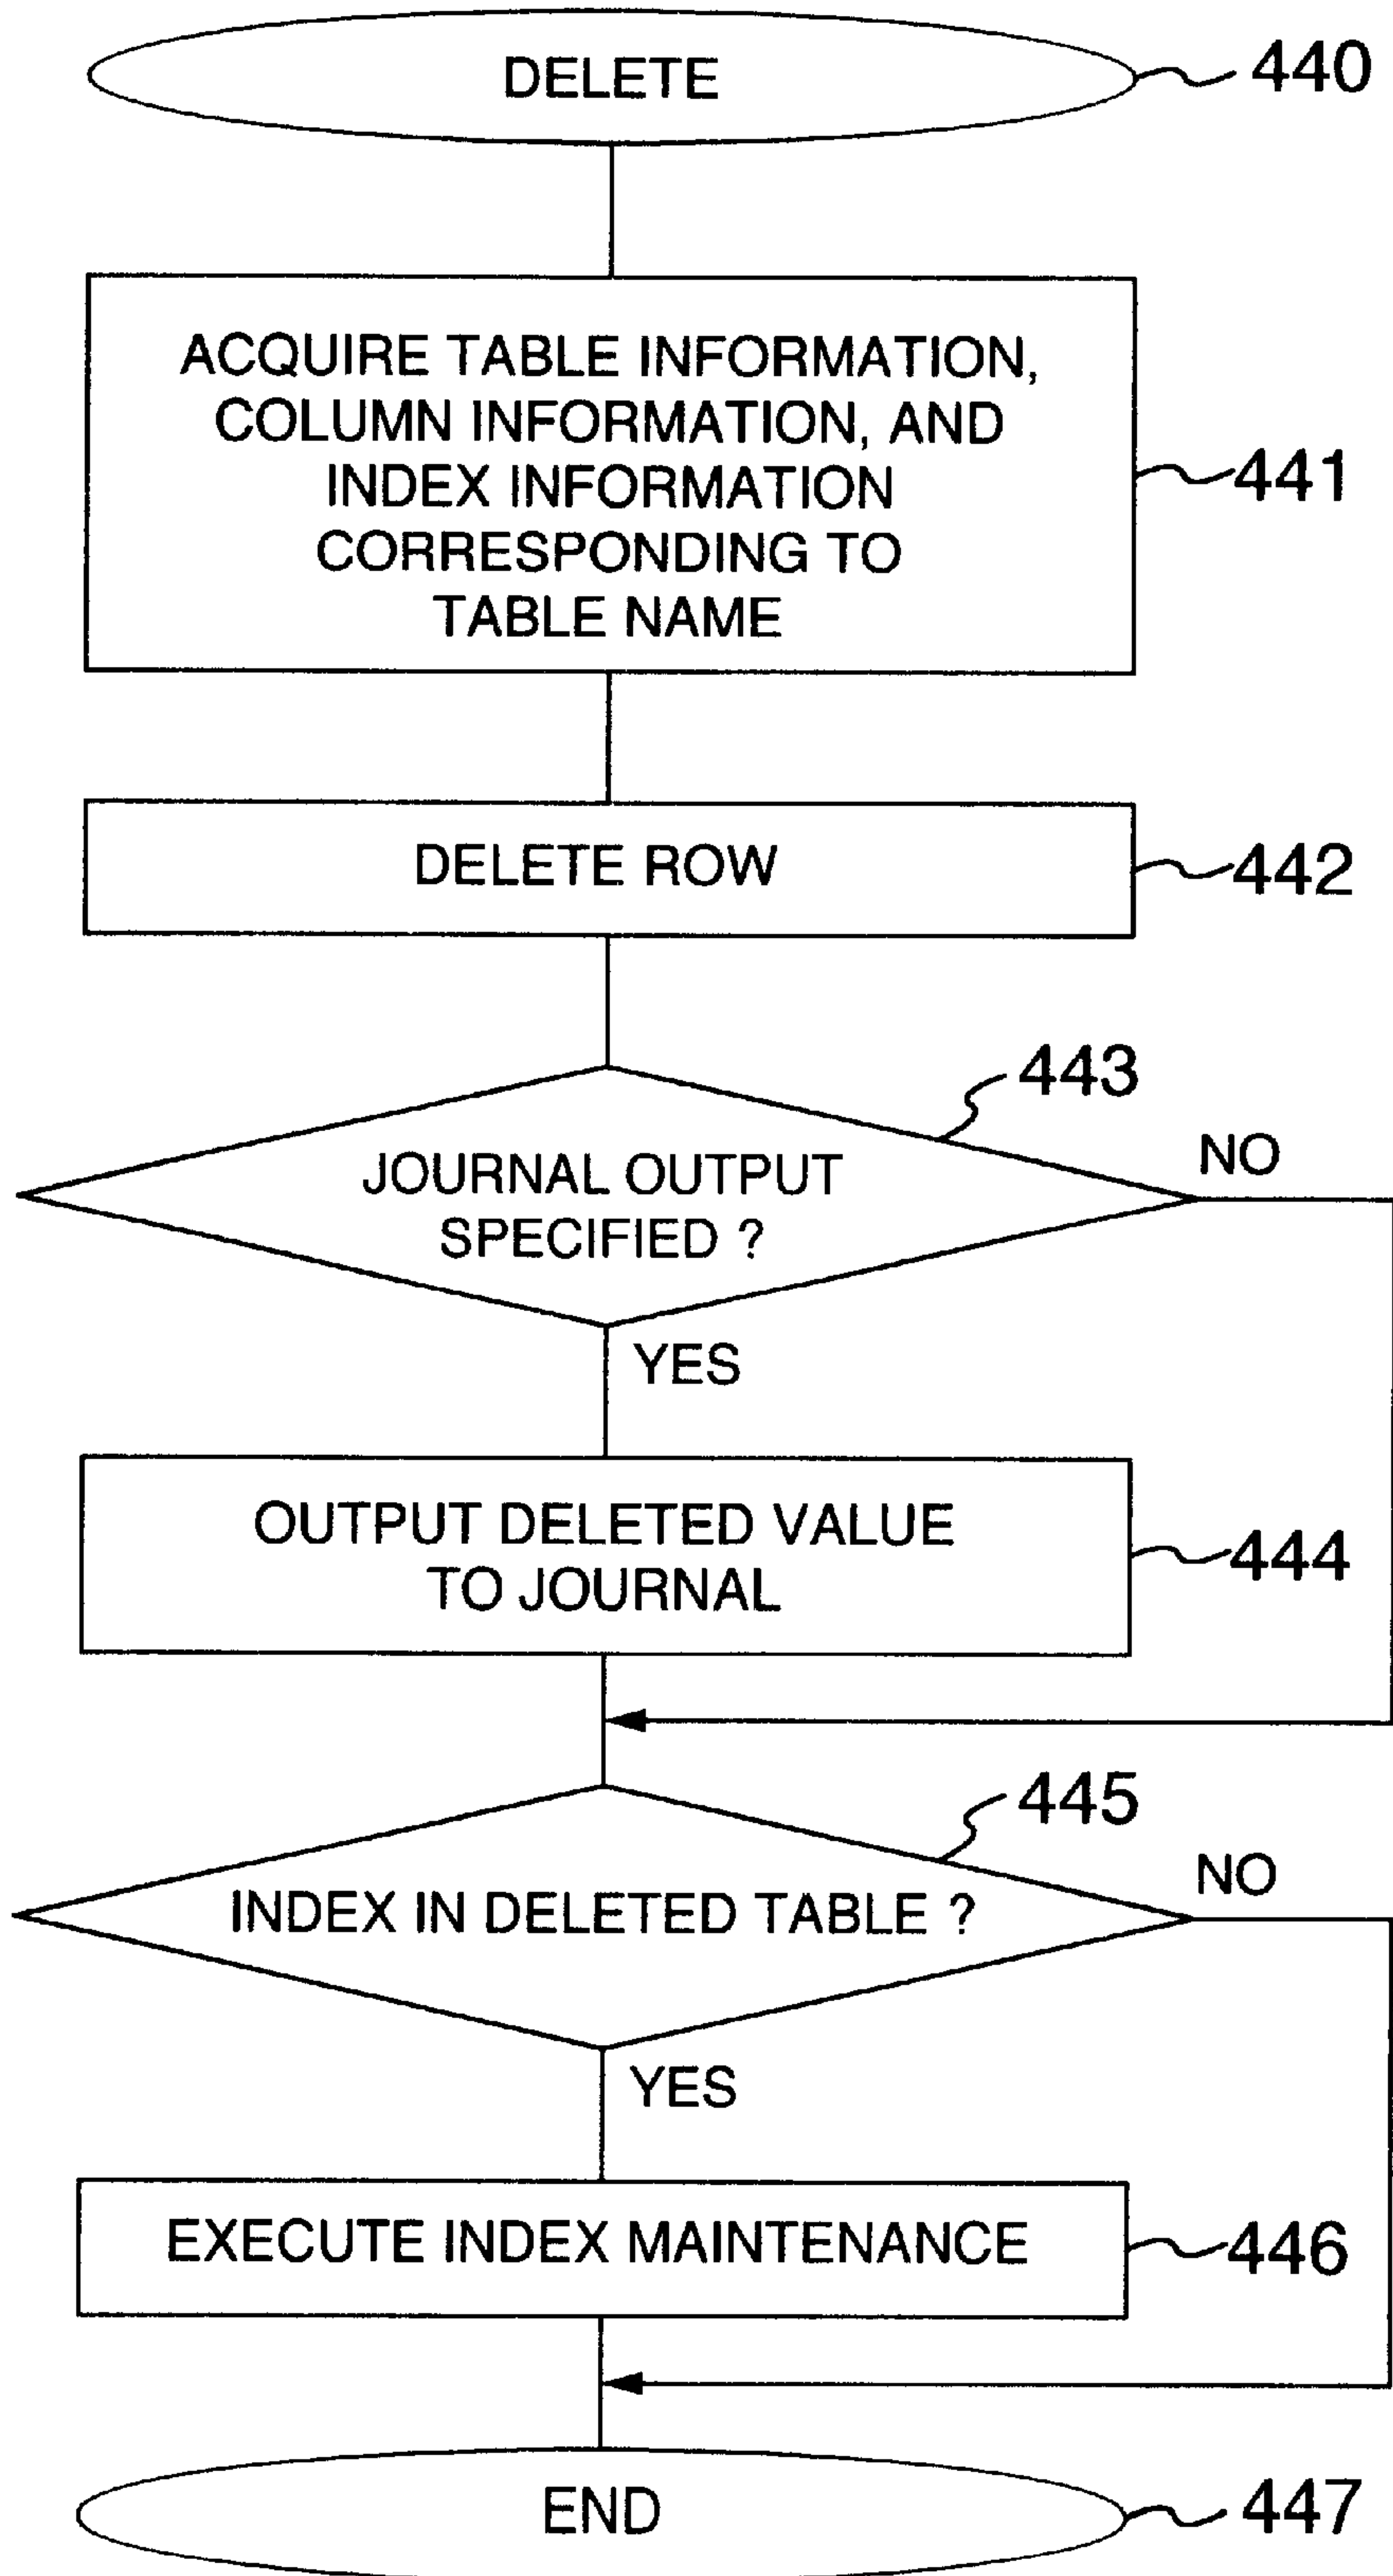 DELETE
440
ACQUIRE TABLE INFORMATION,
COLUMN INFORMATION, AND
INDEX INFORMATION
CORRESPONDING TO
TABLE NAME
441
DELETE ROW
442
443
JOURNAL OUTPUT
SPECIFIED ?
NO
YES
OUTPUT DELETED VALUE
TO JOURNAL
444
445
INDEX IN DELETED TABLE ?
NO
YES
EXECUTE INDEX MAINTENANCE
446
END
447